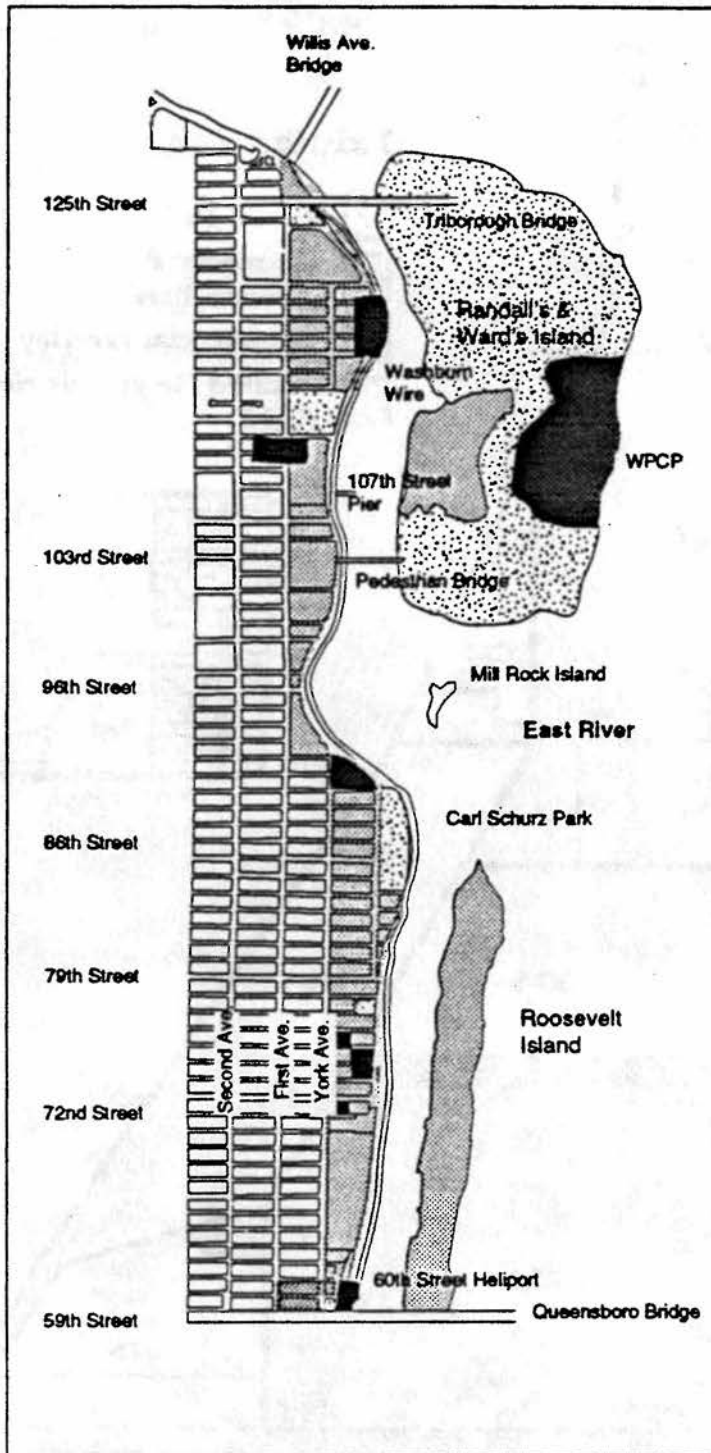 Willis Ave.
Bridge
125th Street
Triborough Bridge
Randall's &
Ward's Island
Washburn
Wire
WPCP
107th Street
Pier
103rd Street
Pedestrian Bridge
Mill Rock Island
96th Street
East River
Carl Schurz Park
86th Street
79th Street
Roosevelt
Island
Second Ave.
First Ave.
York Ave.
72nd Street
60th Street Heliport
59th Street
Queensboro Bridge